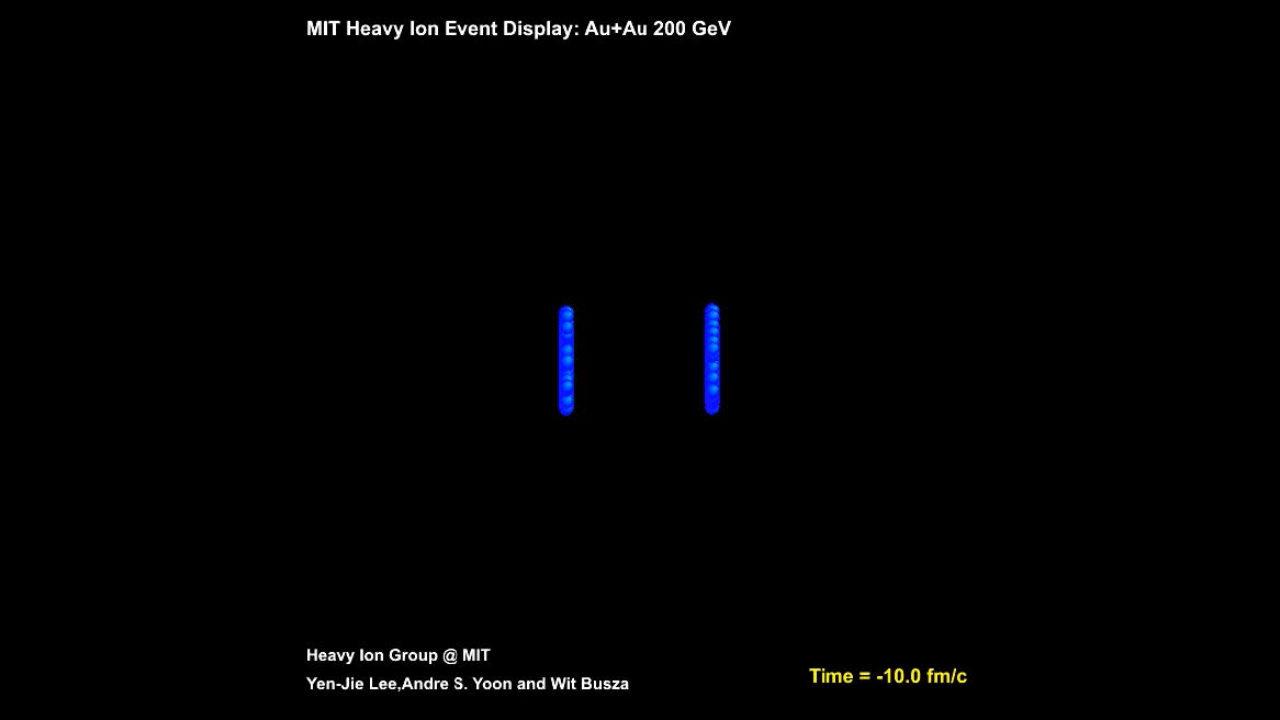 MIT Heavy Ion Event Display: Au+Au 200 GeV
Heavy Ion Group @ MIT
Yen-Jie Lee,Andre S. Yoon and Wit Busza
Time = -10.0 fm/c